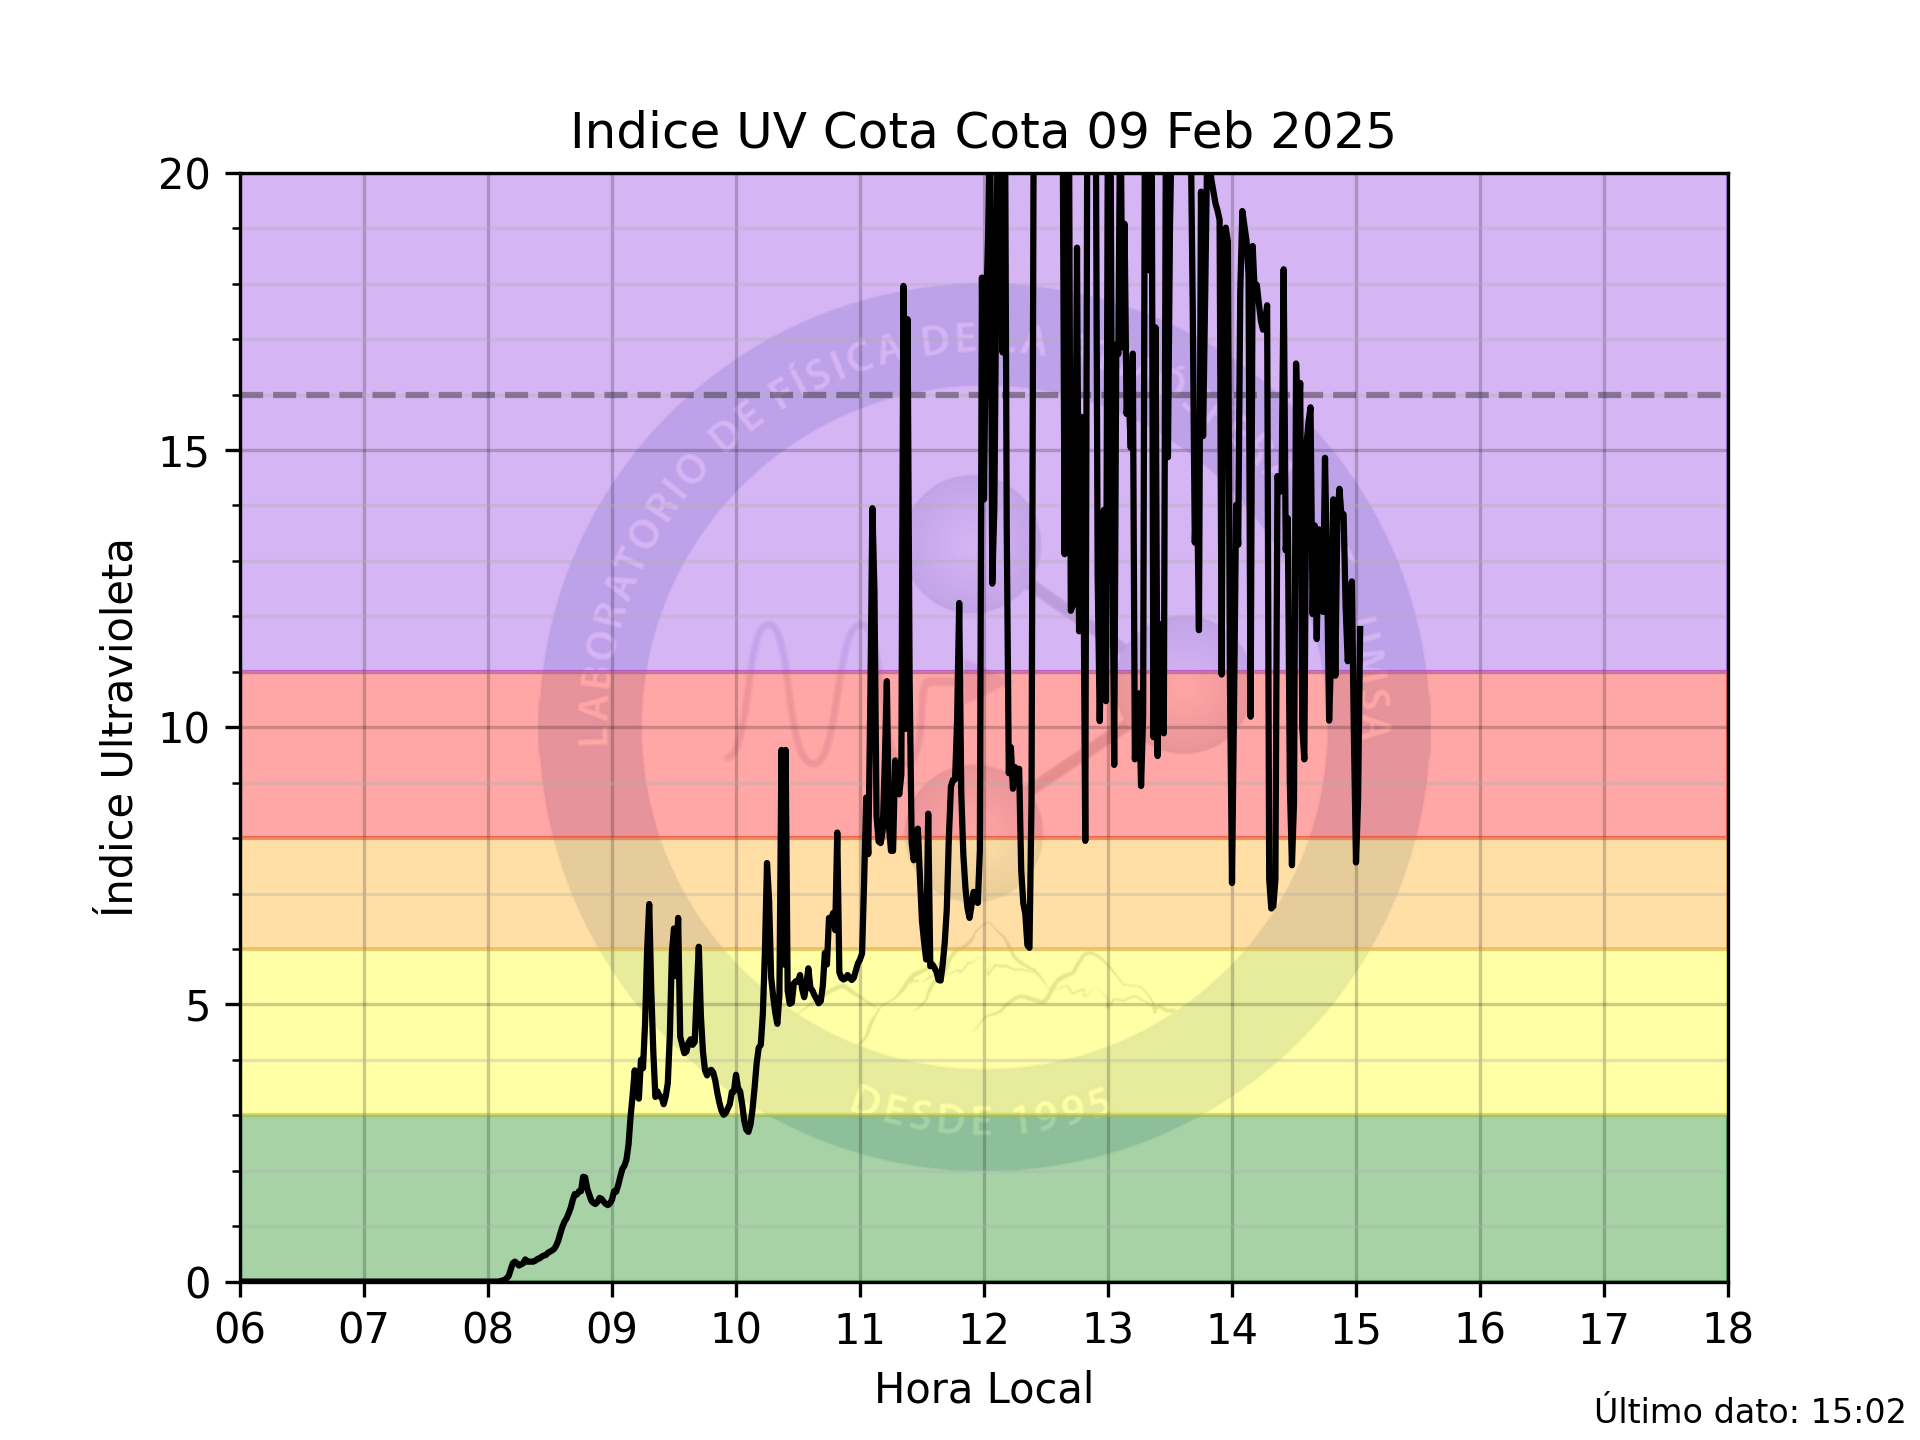 Indice UV Cota Cota 09 Feb 2025
20
15
10
5
0
Índice Ultravioleta
LABORATORIO DE FÍSICA DE LA
UMSA
DESDE 1995
06 07 08 09 10 11 12 13 14 15 16 17 18
Hora Local
Último dato: 15:02